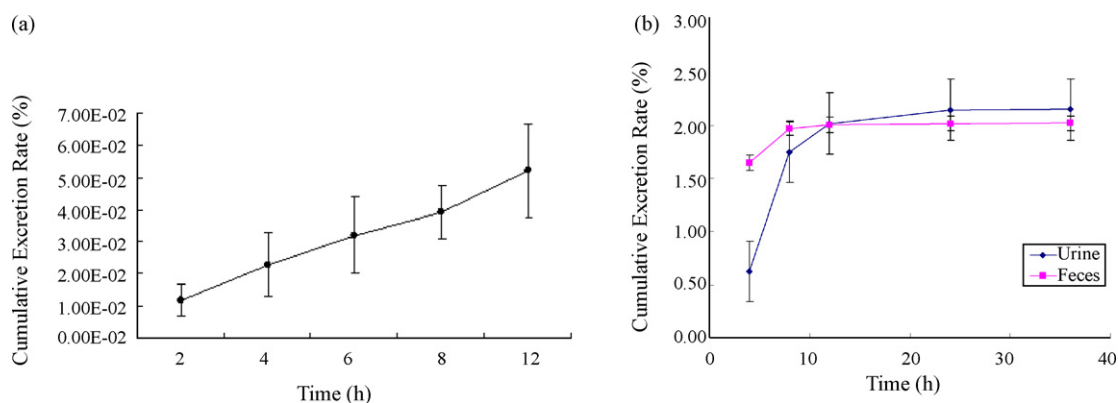 (a)
Cumulative Excretion Rate (%)
7.00E-02
6.00E-02
5.00E-02
4.00E-02
3.00E-02
2.00E-02
1.00E-02
0.00E-02
2 4 6 8 12
Time (h)
(b)
Cumulative Excretion Rate (%)
3.00
2.50
2.00
1.50
1.00
0.50
0.00
Urine
Feces
0 10 20 30 40
Time (h)